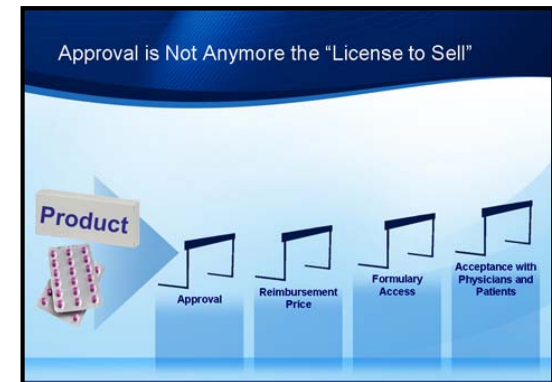 Approval is Not Anymore the “License to Sell”
Product
Approval
Reimbursement
Price
Formulary
Access
Acceptance with
Physicians and
Patients